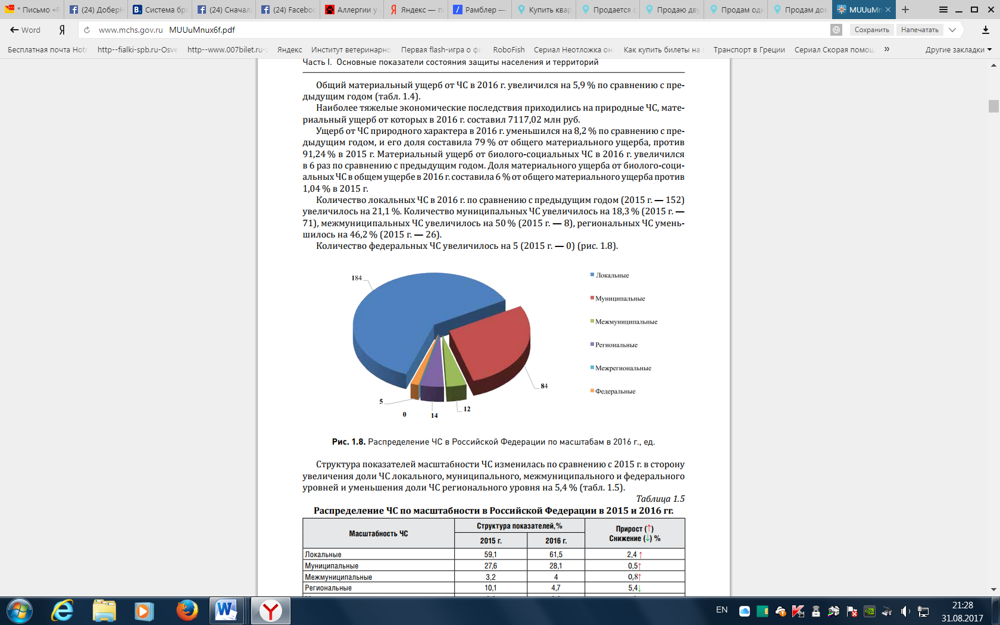 * Письмо «R
(24) ДоберН
Система бро
(24) Сначала
(24) Faceboo
Аллергии у
Яндекс — п
Рамблер —
Купить квар
Продается с
Продаю дву
Продам одн
Продам дом
MUUuMn
Word
www.mchs.gov.ru MUUuMnux6f.pdf
Сохранить
Напечатать
Бесплатная почта Hotm
http--fialki-spb.ru-Osve
http--www.007bilet.ru-z
Яндекс
Институт ветеринарно
Первая flash-игра о фи
RoboFish
Сериал Неотложка он
Как купить билеты на п
Транспорт в Греции
Сериал Скорая помощ
»
Другие закладки
Часть I. Основные показатели состояния защиты населения и территорий
Общий материальный ущерб от ЧС в 2016 г. увеличился на 5,9 % по сравнению с пре-
дыдущим годом (табл. 1.4).
Наиболее тяжелые экономические последствия приходились на природные ЧС, мате-
риальный ущерб от которых в 2016 г. составил 7117,02 млн руб.
Ущерб от ЧС природного характера в 2016 г. уменьшился на 8,2 % по сравнению с пре-
дыдущим годом, и его доля составила 79 % от общего материального ущерба, против
91,24 % в 2015 г. Материальный ущерб от биолого-социальных ЧС в 2016 г. увеличился
в 6 раз по сравнению с предыдущим годом. Доля материального ущерба от биолого-соци-
альных ЧС в общем ущербе в 2016 г. составила 6 % от общего материального ущерба против
1,04 % в 2015 г.
Количество локальных ЧС в 2016 г. по сравнению с предыдущим годом (2015 г. — 152)
увеличилось на 21,1 %. Количество муниципальных ЧС увеличилось на 18,3 % (2015 г. —
71), межмуниципальных ЧС увеличилось на 50 % (2015 г. — 8), региональных ЧС умень-
шилось на 46,2 % (2015 г. — 26).
Количество федеральных ЧС увеличилось на 5 (2015 г. — 0) (рис. 1.8).
184
84
12
14
0
5
Локальные
Муниципальные
Межмуниципальные
Региональные
Межрегиональные
Федеральные
Рис. 1.8. Распределение ЧС в Российской Федерации по масштабам в 2016 г., ед.
Структура показателей масштабности ЧС изменилась по сравнению с 2015 г. в сторону
увеличения доли ЧС локального, муниципального, межмуниципального и федерального
уровней и уменьшения доли ЧС регионального уровня на 5,4 % (табл. 1.5).
Таблица 1.5
Распределение ЧС по масштабности в Российской Федерации в 2015 и 2016 гг.
Масштабность ЧС
Структура показателей,%
2015 г.
2016 г.
Прирост (↑)
Снижение (↓) %
Локальные 59,1 61,5 2,4 ↑
Муниципальные 27,6 28,1 0,5↑
Межмуниципальные 3,2 4 0,8↑
Региональные 10,1 4,7 5,4↓
EN
21:28
31.08.2017